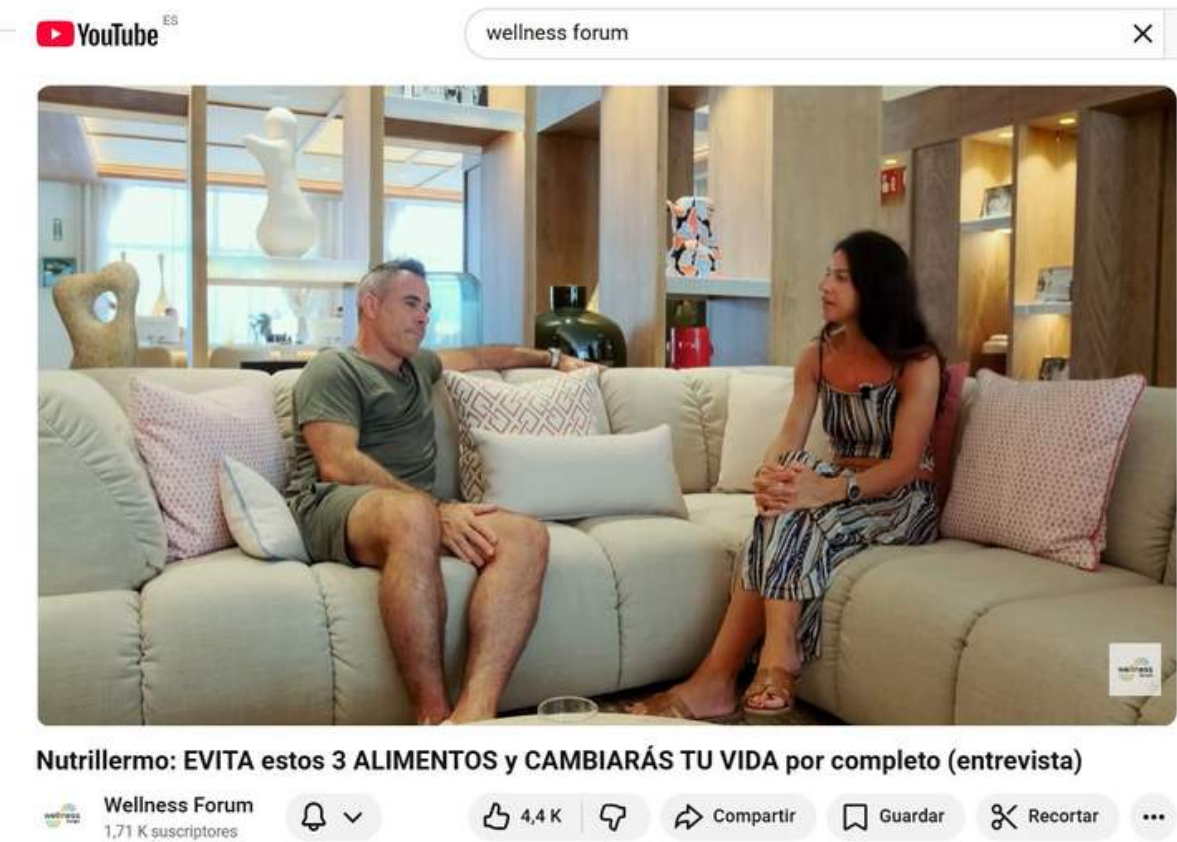 YouTube ES
wellness forum
wellness
Nutrillermo: EVITA estos 3 ALIMENTOS y CAMBIARÁS TU VIDA por completo (entrevista)
Wellness Forum
1,71 K suscriptores
4,4 K
Compartir
Guardar
Recortar